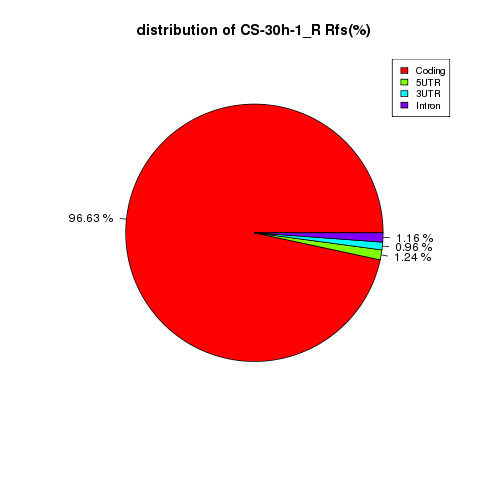 distribution of CS-30h-1_R Rfs(%)
Coding
5UTR
3UTR
Intron
96.63 %
1.16 %
0.96 %
1.24 %